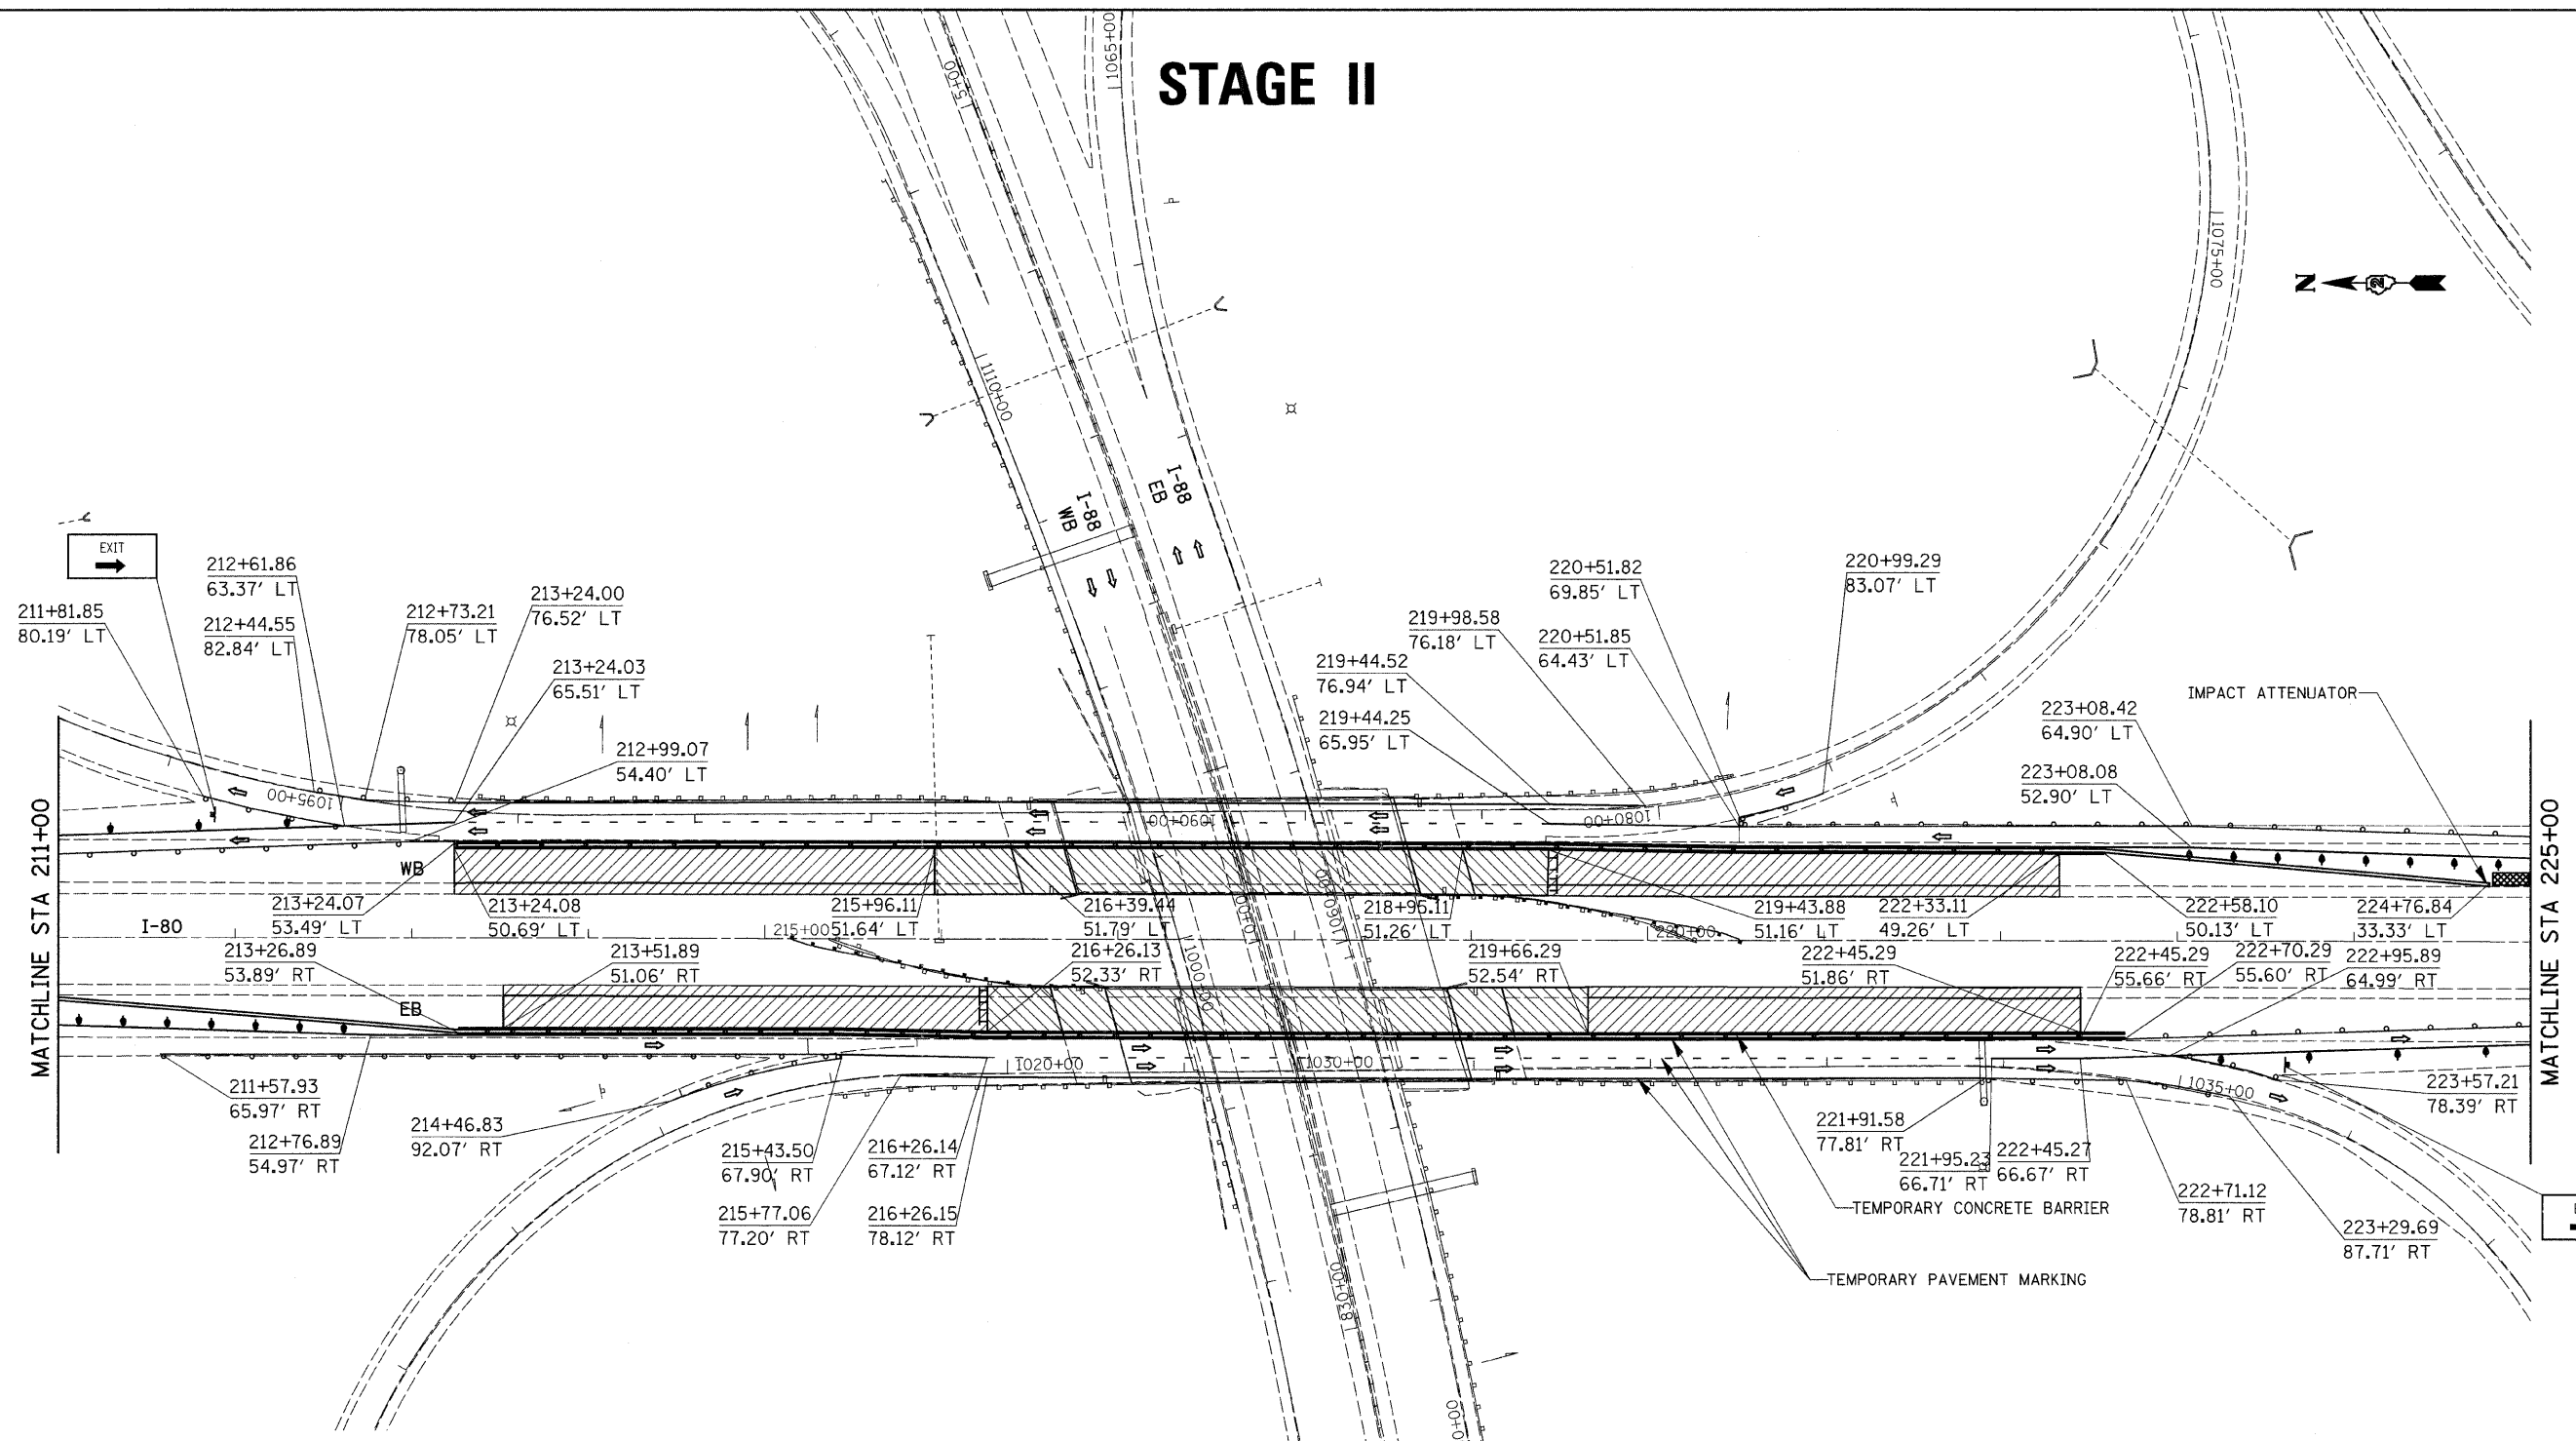 STAGE II
1065+00
5+00
1075+00
N
2
1110+00
I-88
WB
I-88
EB
EXIT
212+61.86
63.37' LT
211+81.85
80.19' LT
212+44.55
82.84' LT
212+73.21
78.05' LT
213+24.00
76.52' LT
213+24.03
65.51' LT
212+99.07
54.40' LT
220+51.82
69.85' LT
220+99.29
83.07' LT
219+98.58
76.18' LT
220+51.85
64.43' LT
219+44.52
76.94' LT
219+44.25
65.95' LT
IMPACT ATTENUATOR
223+08.42
64.90' LT
223+08.08
52.90' LT
1095+00
1090+00
1080+00
MATCHLINE STA 211+00
MATCHLINE STA 225+00
WB
213+24.07
53.49' LT
213+24.08
50.69' LT
215+96.11
51.64' LT
216+39.44
51.79' LT
218+95.11
51.26' LT
219+43.88
51.16' LT
222+33.11
49.26' LT
222+58.10
50.13' LT
224+76.84
33.33' LT
I-80
215+00
220+00
1060+00
1000+00
213+26.89
53.89' RT
213+51.89
51.06' RT
216+26.13
52.33' RT
219+66.29
52.54' RT
222+45.29
51.86' RT
222+45.29
55.66' RT
222+70.29
55.60' RT
222+95.89
64.99' RT
EB
1020+00
1030+00
1035+00
211+57.93
65.97' RT
212+76.89
54.97' RT
214+46.83
92.07' RT
215+43.50
67.90' RT
216+26.14
67.12' RT
215+77.06
77.20' RT
216+26.15
78.12' RT
221+91.58
77.81' RT
221+95.23
66.71' RT
222+45.27
66.67' RT
222+71.12
78.81' RT
223+57.21
78.39' RT
223+29.69
87.71' RT
TEMPORARY CONCRETE BARRIER
TEMPORARY PAVEMENT MARKING
830+00
0+00